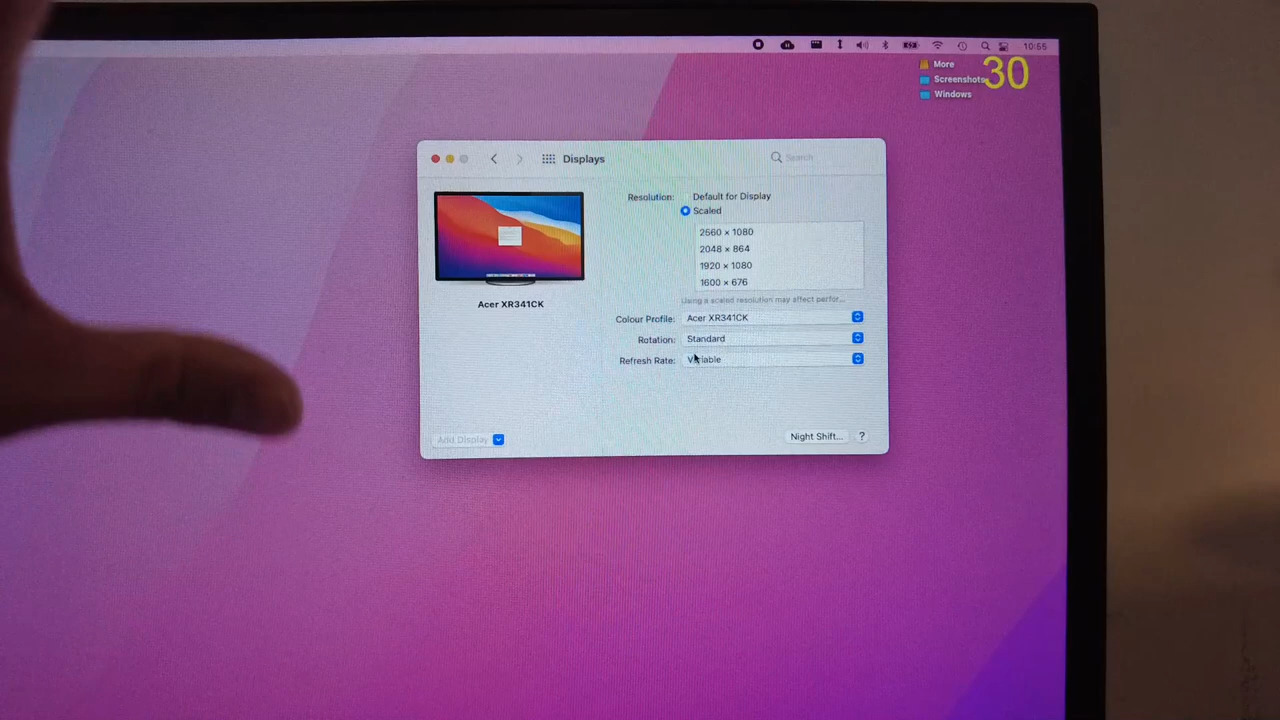 10:55
More
Screenshots
30
Windows
Displays
Search
Resolution:
Default for Display
Scaled
2560 × 1080
2048 × 864
1920 × 1080
1600 × 676
Using a scaled resolution may affect perfor...
Acer XR341CK
Colour Profile:
Acer XR341CK
Rotation:
Standard
Refresh Rate:
Variable
Add Display
Night Shift...
?